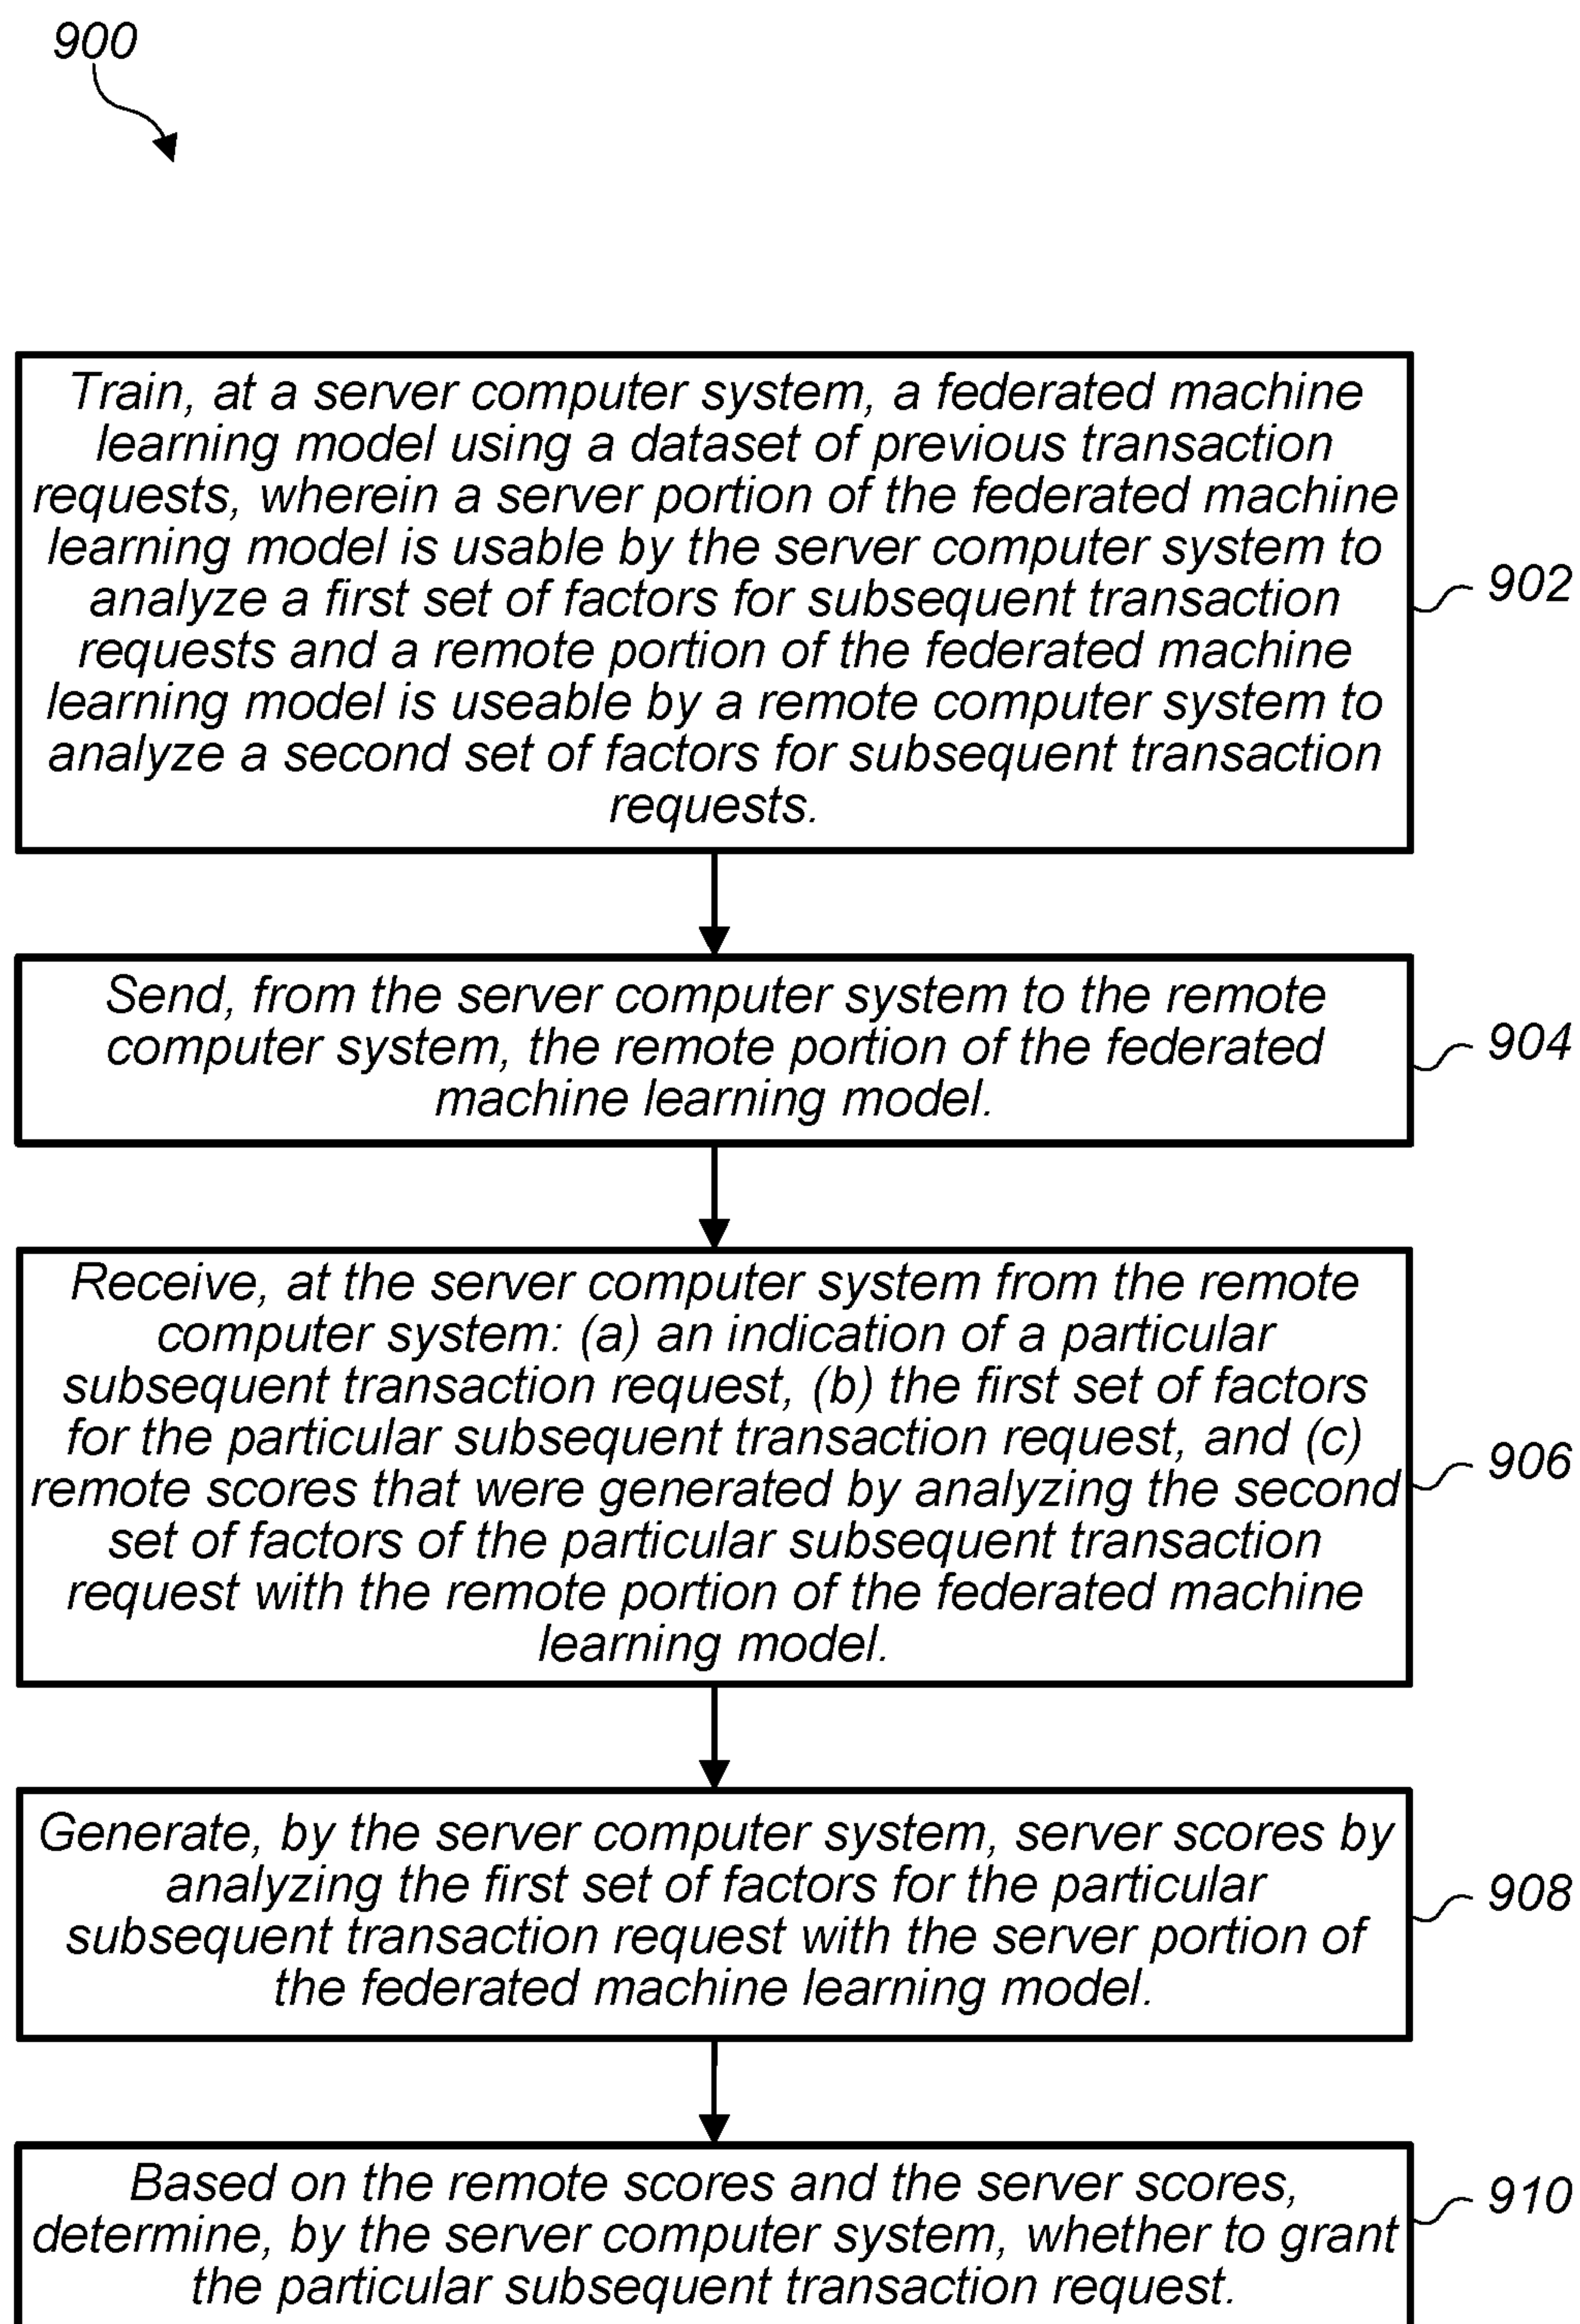 900
Train, at a server computer system, a federated machine
learning model using a dataset of previous transaction
requests, wherein a server portion of the federated machine
learning model is usable by the server computer system to
analyze a first set of factors for subsequent transaction
requests and a remote portion of the federated machine
learning model is useable by a remote computer system to
analyze a second set of factors for subsequent transaction
requests.
902
Send, from the server computer system to the remote
computer system, the remote portion of the federated
machine learning model.
904
Receive, at the server computer system from the remote
computer system: (a) an indication of a particular
subsequent transaction request, (b) the first set of factors
for the particular subsequent transaction request, and (c)
remote scores that were generated by analyzing the second
set of factors of the particular subsequent transaction
request with the remote portion of the federated machine
learning model.
906
Generate, by the server computer system, server scores by
analyzing the first set of factors for the particular
subsequent transaction request with the server portion of
the federated machine learning model.
908
Based on the remote scores and the server scores,
determine, by the server computer system, whether to grant
the particular subsequent transaction request.
910